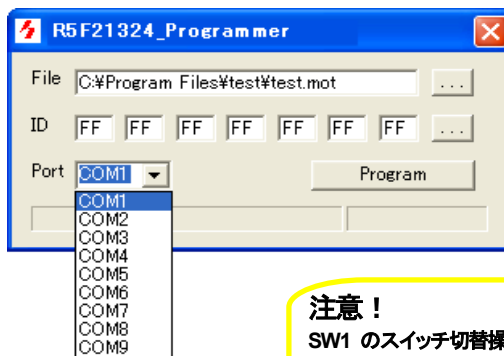 R5F21324_Programmer
File C:¥Program Files¥test¥test.mot ...
ID FF FF FF FF FF FF FF ...
Port COM1 Program
COM1
COM2
COM3
COM4
COM5
COM6
COM7
COM8
COM9
注意！
SW1 のスイッチ切替操